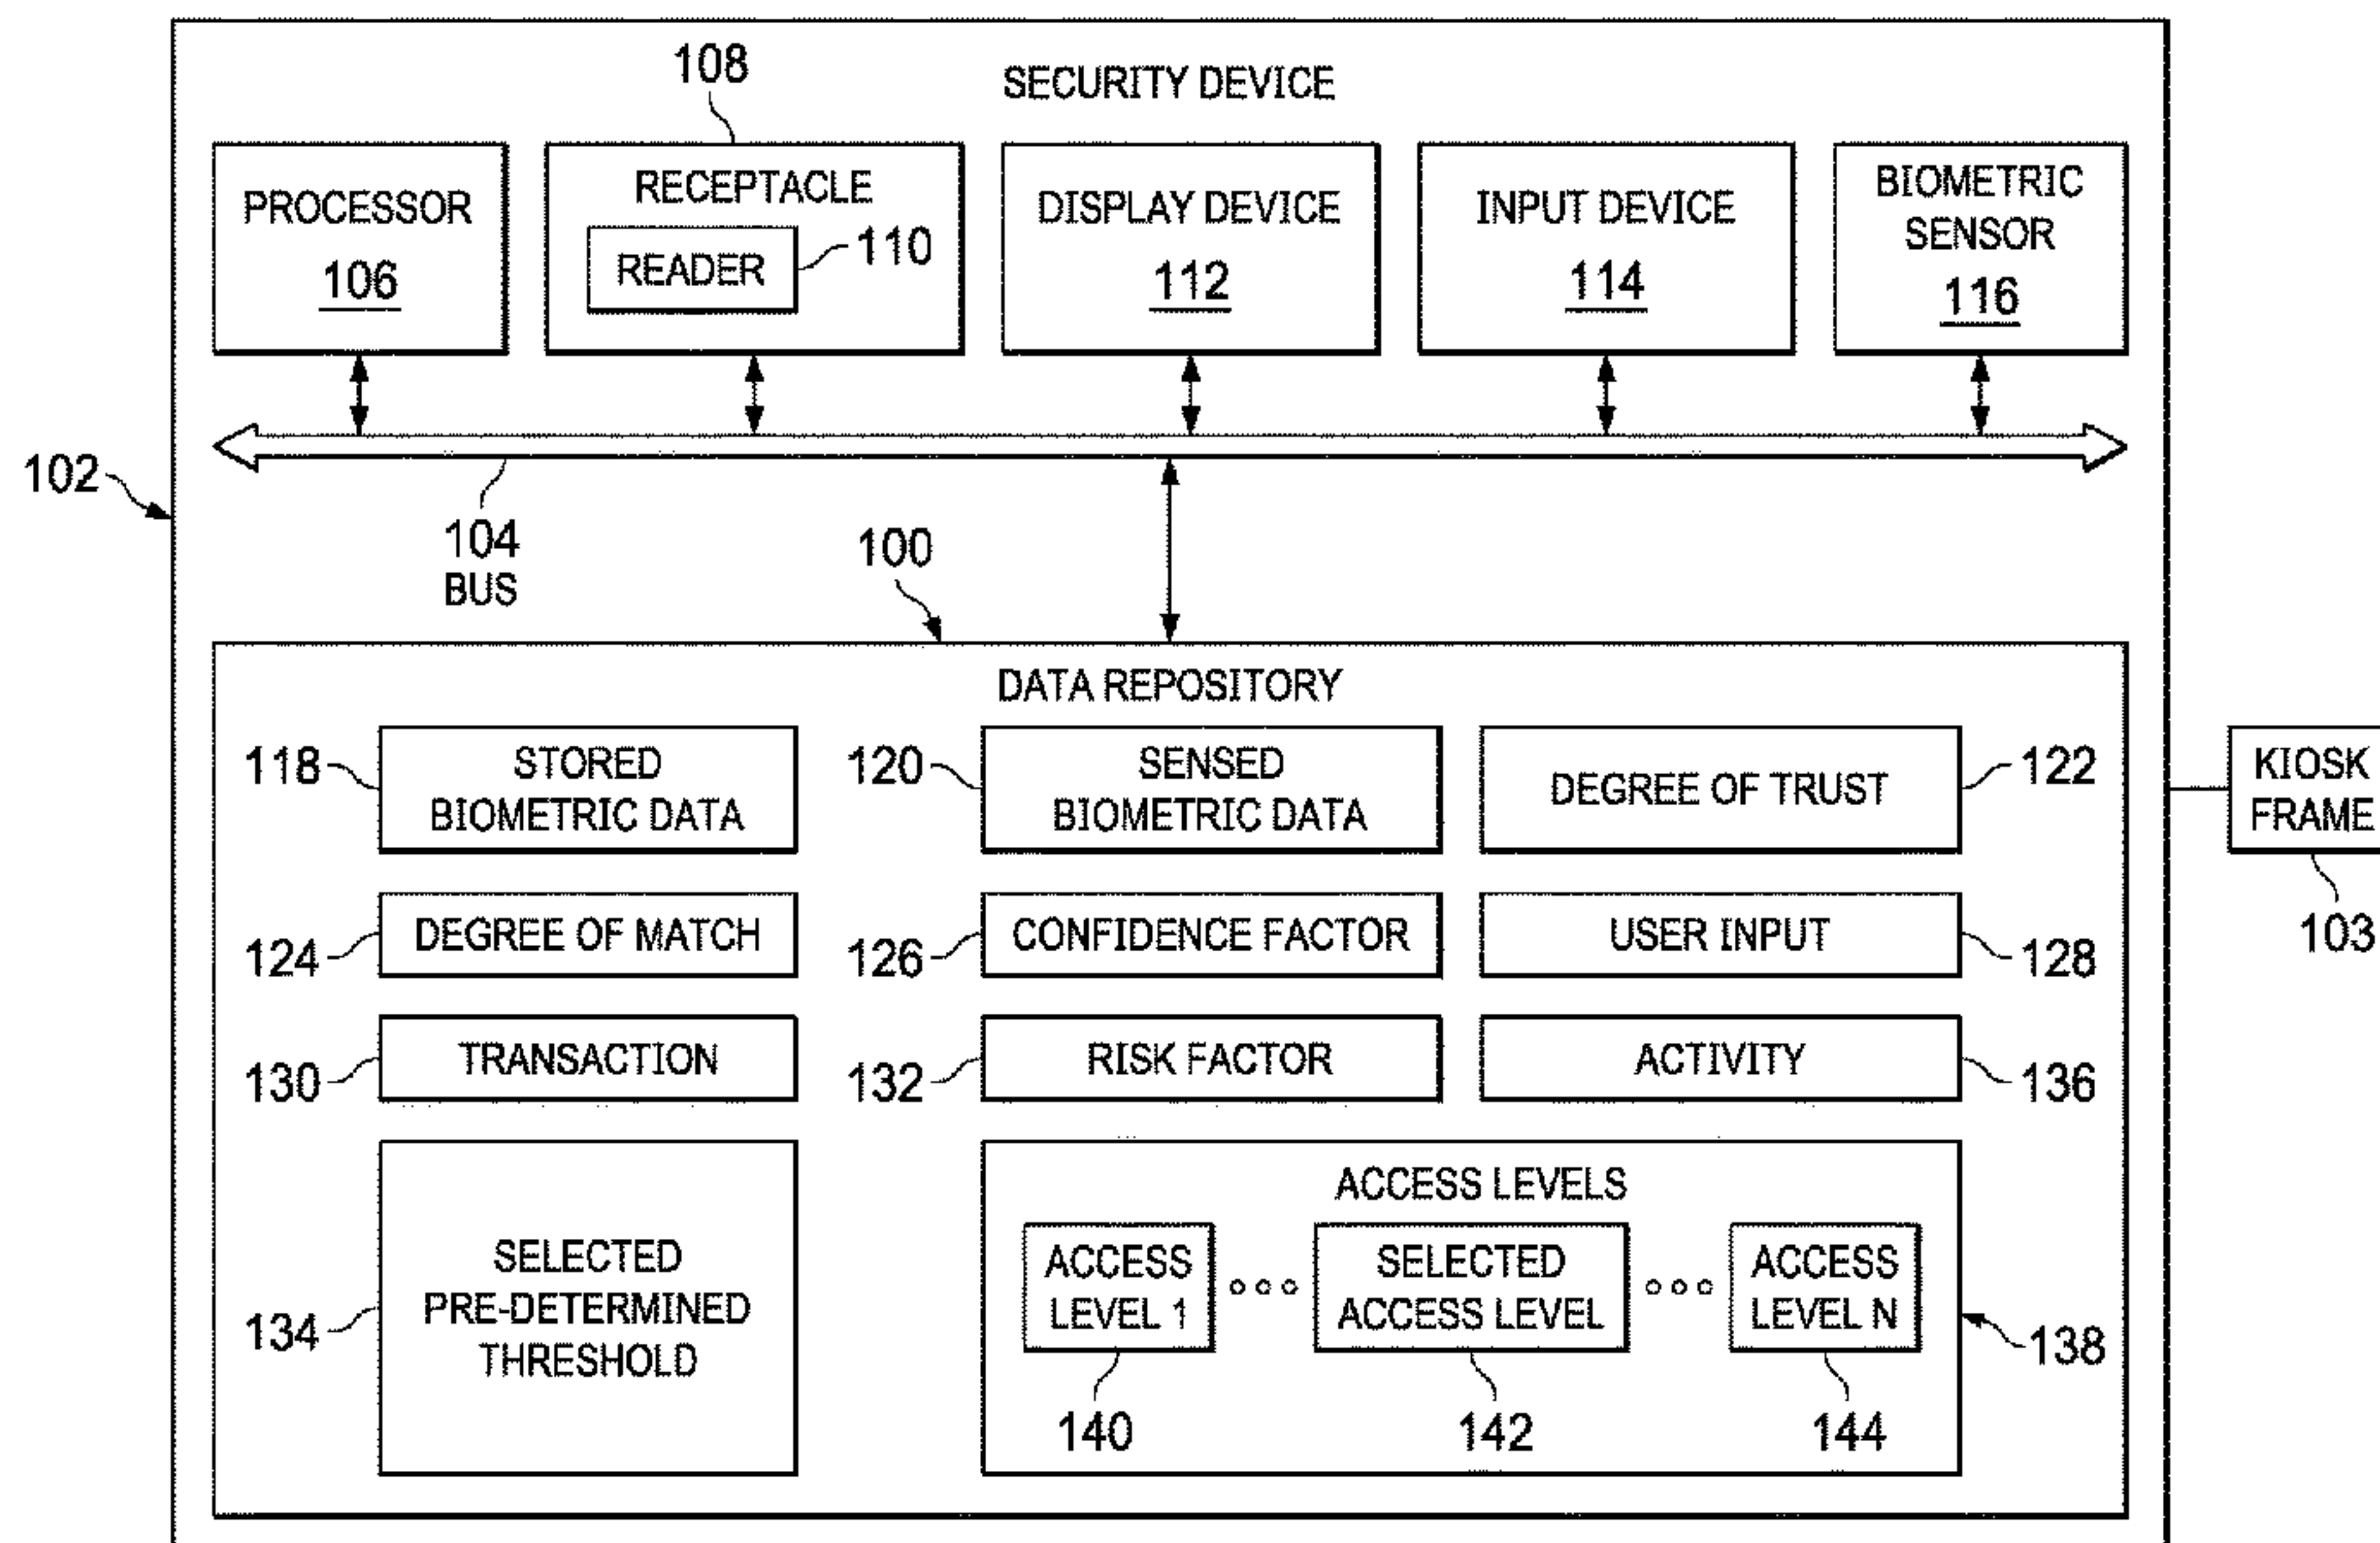 108
SECURITY DEVICE
PROCESSOR
106
RECEPTACLE
READER
110
DISPLAY DEVICE
112
INPUT DEVICE
114
BIOMETRIC
SENSOR
116
102
104
BUS
100
DATA REPOSITORY
118
STORED
BIOMETRIC DATA
120
SENSED
BIOMETRIC DATA
DEGREE OF TRUST
122
KIOSK
FRAME
103
124
DEGREE OF MATCH
126
CONFIDENCE FACTOR
USER INPUT
128
130
TRANSACTION
132
RISK FACTOR
ACTIVITY
136
134
SELECTED
PRE-DETERMINED
THRESHOLD
ACCESS LEVELS
ACCESS
LEVEL 1
SELECTED
ACCESS LEVEL
ACCESS
LEVEL N
138
140
142
144